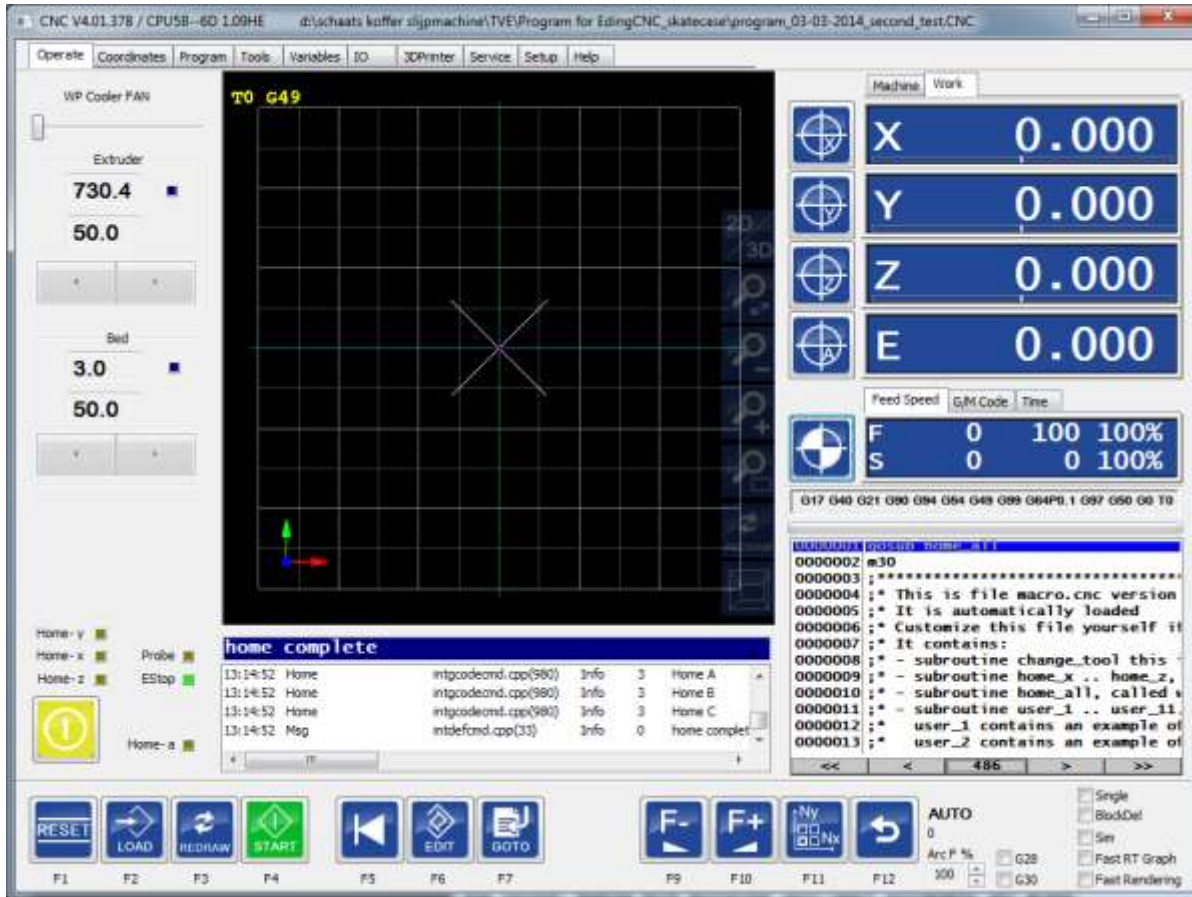 CNC V4.01.378 / CPU5B--6D 1.09HE d:\schaats koffer slijpmachine\TVE\Program for EdingCNC_skatecase\program_03-03-2014_second_test.CNC
Operate Coordinates Program Tools Variables IO 3DPrinter Service Setup Help
WP Cooler FAN
Extruder
730.4
50.0
Bed
3.0
50.0
T0 G49
2D/
/3D
Machine Work
X 0.000
Y 0.000
Z 0.000
E 0.000
Feed Speed G/M Code Time
F 0 100 100%
S 0 0 100%
G17 G40 G21 G90 G94 G54 G49 G99 G64P0.1 G97 G50 G0 T0
0000001 gosub home_all
0000002 m30
0000003 ;**********************************
0000004 ;* This is file macro.cnc version
0000005 ;* It is automatically loaded
0000006 ;* Customize this file yourself if
0000007 ;* It contains:
0000008 ;* - subroutine change_tool this
0000009 ;* - subroutine home_x .. home_z,
0000010 ;* - subroutine home_all, called
0000011 ;* - subroutine user_1 .. user_11.
0000012 ;* user_1 contains an example of
0000013 ;* user_2 contains an example of
<< < 486 > >>
Home- y
Home- x Probe
Home- z EStop
Home- a
home complete
13:14:52 Home intgcodecmd.cpp(980) Info 3 Home A
13:14:52 Home intgcodecmd.cpp(980) Info 3 Home B
13:14:52 Home intgcodecmd.cpp(980) Info 3 Home C
13:14:52 Msg intdefcmd.cpp(33) Info 0 home complet
RESET LOAD REDRAW START EDIT GOTO F- F+ Ny Nx
F1 F2 F3 F4 F5 F6 F7 F9 F10 F11 F12
AUTO
0
Arc F %
100
G28
G30
Single
BlockDel
Sim
Fast RT Graph
Fast Rendering